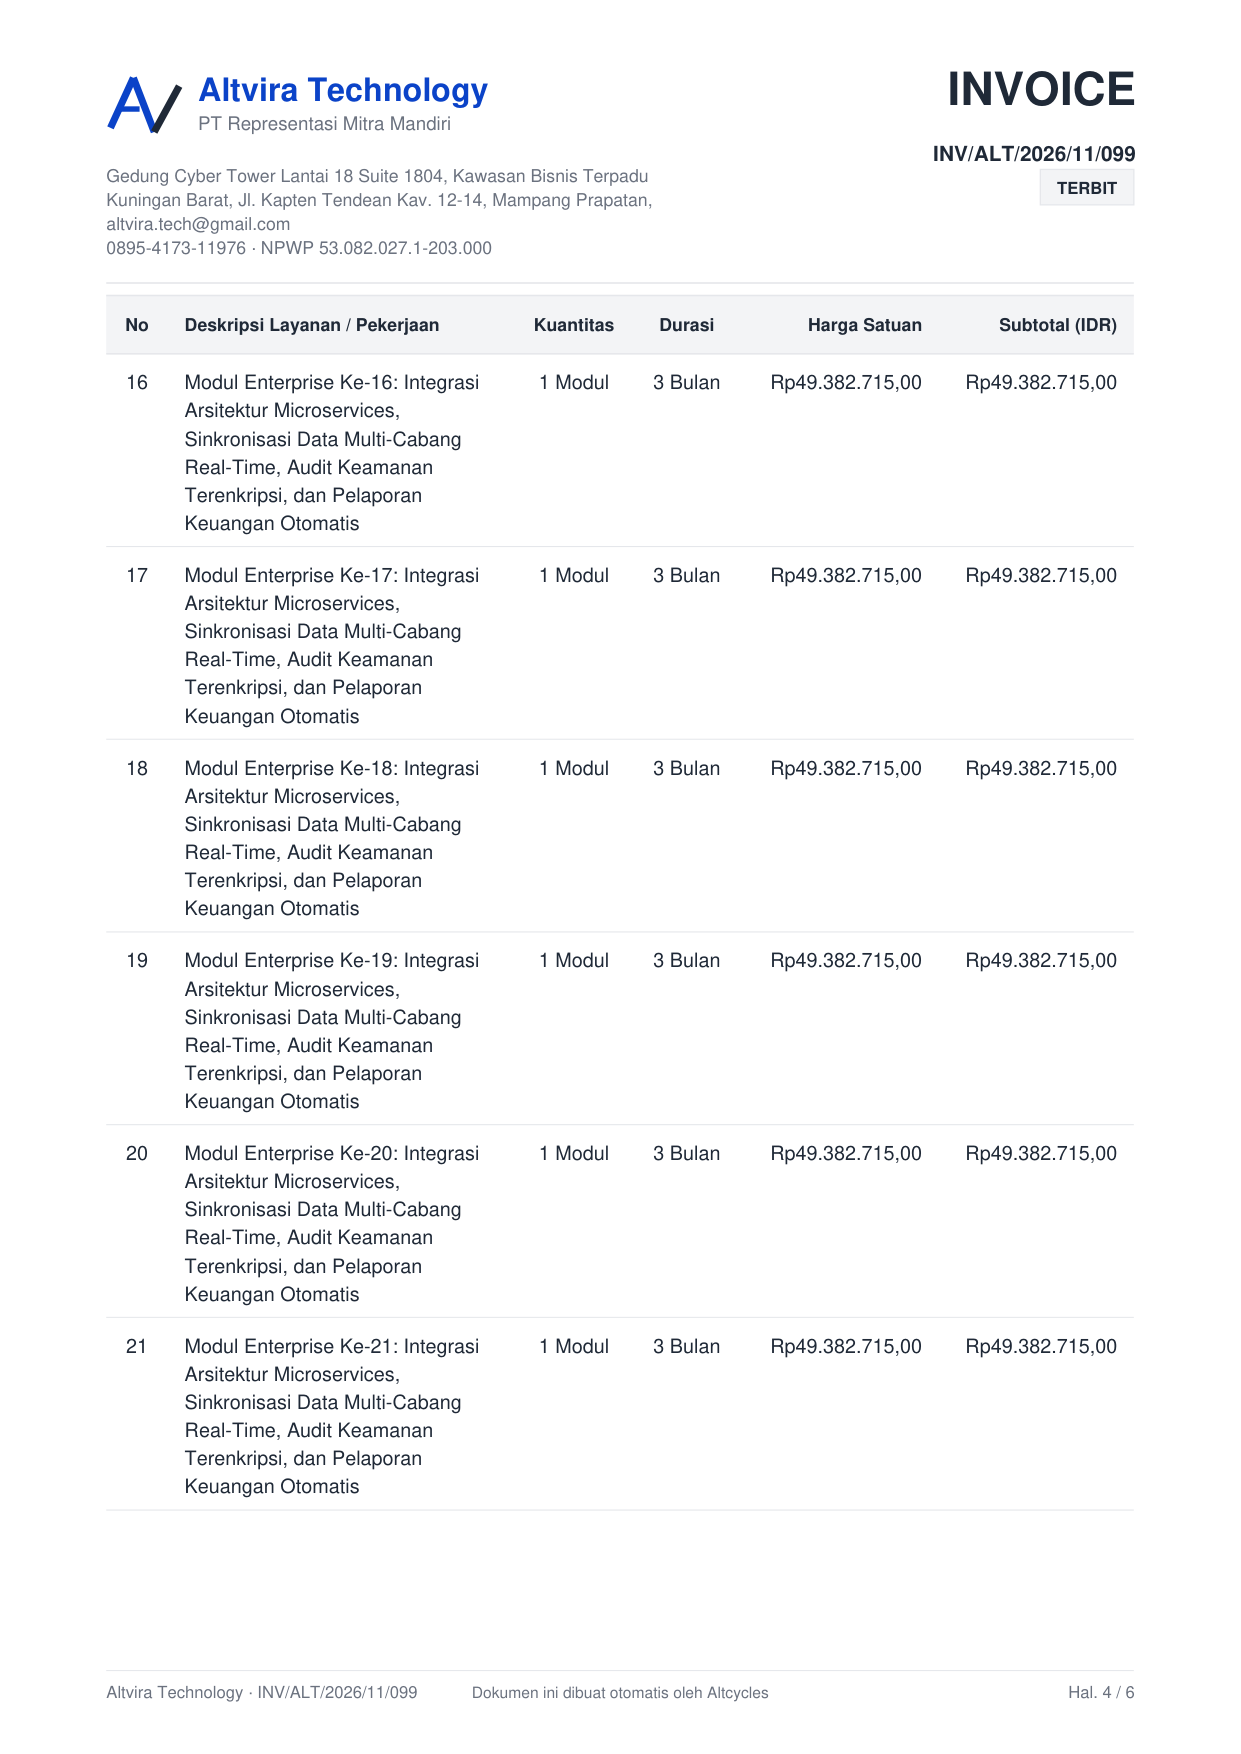 Altvira Technology
PT Representasi Mitra Mandiri
INVOICE
INV/ALT/2026/11/099
TERBIT
Gedung Cyber Tower Lantai 18 Suite 1804, Kawasan Bisnis Terpadu
Kuningan Barat, Jl. Kapten Tendean Kav. 12-14, Mampang Prapatan,
altvira.tech@gmail.com
0895-4173-11976 · NPWP 53.082.027.1-203.000
No Deskripsi Layanan / Pekerjaan Kuantitas Durasi Harga Satuan Subtotal (IDR)
16 Modul Enterprise Ke-16: Integrasi 1 Modul 3 Bulan Rp49.382.715,00 Rp49.382.715,00
Arsitektur Microservices,
Sinkronisasi Data Multi-Cabang
Real-Time, Audit Keamanan
Terenkripsi, dan Pelaporan
Keuangan Otomatis
17 Modul Enterprise Ke-17: Integrasi 1 Modul 3 Bulan Rp49.382.715,00 Rp49.382.715,00
Arsitektur Microservices,
Sinkronisasi Data Multi-Cabang
Real-Time, Audit Keamanan
Terenkripsi, dan Pelaporan
Keuangan Otomatis
18 Modul Enterprise Ke-18: Integrasi 1 Modul 3 Bulan Rp49.382.715,00 Rp49.382.715,00
Arsitektur Microservices,
Sinkronisasi Data Multi-Cabang
Real-Time, Audit Keamanan
Terenkripsi, dan Pelaporan
Keuangan Otomatis
19 Modul Enterprise Ke-19: Integrasi 1 Modul 3 Bulan Rp49.382.715,00 Rp49.382.715,00
Arsitektur Microservices,
Sinkronisasi Data Multi-Cabang
Real-Time, Audit Keamanan
Terenkripsi, dan Pelaporan
Keuangan Otomatis
20 Modul Enterprise Ke-20: Integrasi 1 Modul 3 Bulan Rp49.382.715,00 Rp49.382.715,00
Arsitektur Microservices,
Sinkronisasi Data Multi-Cabang
Real-Time, Audit Keamanan
Terenkripsi, dan Pelaporan
Keuangan Otomatis
21 Modul Enterprise Ke-21: Integrasi 1 Modul 3 Bulan Rp49.382.715,00 Rp49.382.715,00
Arsitektur Microservices,
Sinkronisasi Data Multi-Cabang
Real-Time, Audit Keamanan
Terenkripsi, dan Pelaporan
Keuangan Otomatis
Altvira Technology · INV/ALT/2026/11/099 Dokumen ini dibuat otomatis oleh Altcycles Hal. 4 / 6